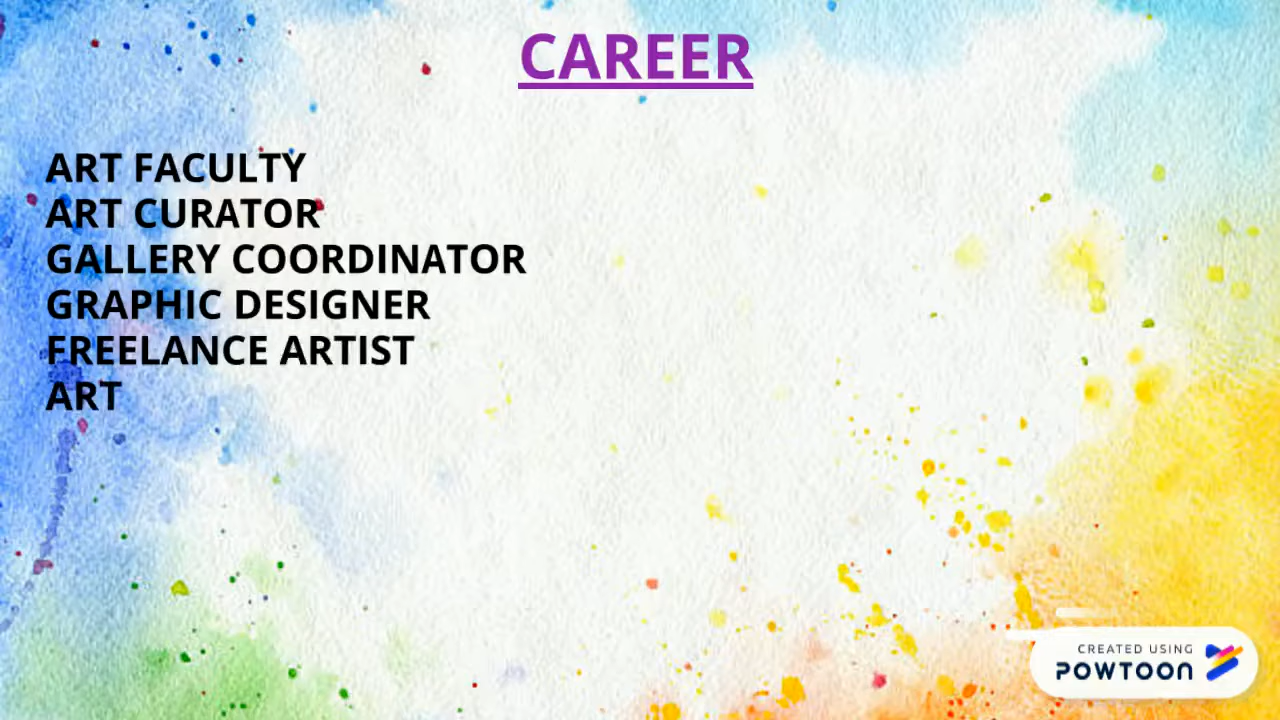 CAREER
ART FACULTY
ART CURATOR
GALLERY COORDINATOR
GRAPHIC DESIGNER
FREELANCE ARTIST
ART
CREATED USING
POWTOON